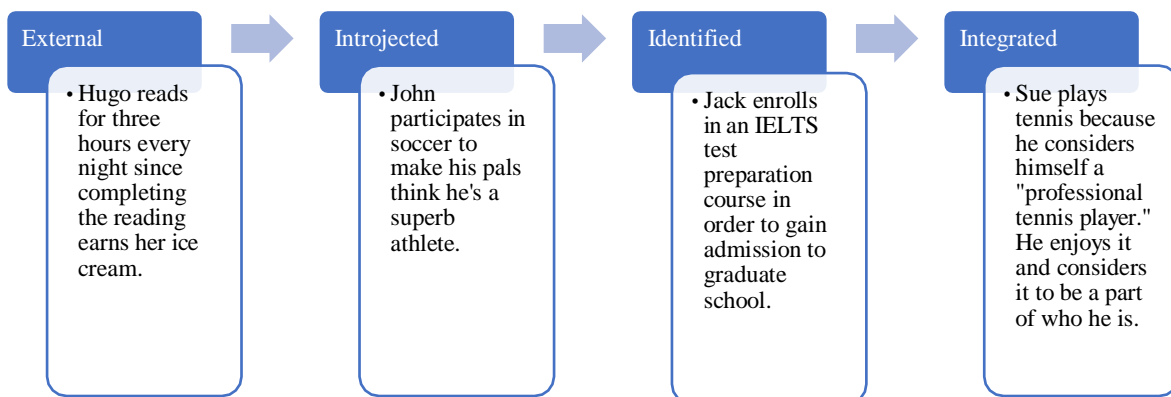 External
• Hugo reads
for three
hours every
night since
completing
the reading
earns her ice
cream.
Introjected
• John
participates in
soccer to
make his pals
think he's a
superb
athlete.
Identified
• Jack enrolls
in an IELTS
test
preparation
course in
order to gain
admission to
graduate
school.
Integrated
• Sue plays
tennis because
he considers
himself a
"professional
tennis player."
He enjoys it
and considers
it to be a part
of who he is.